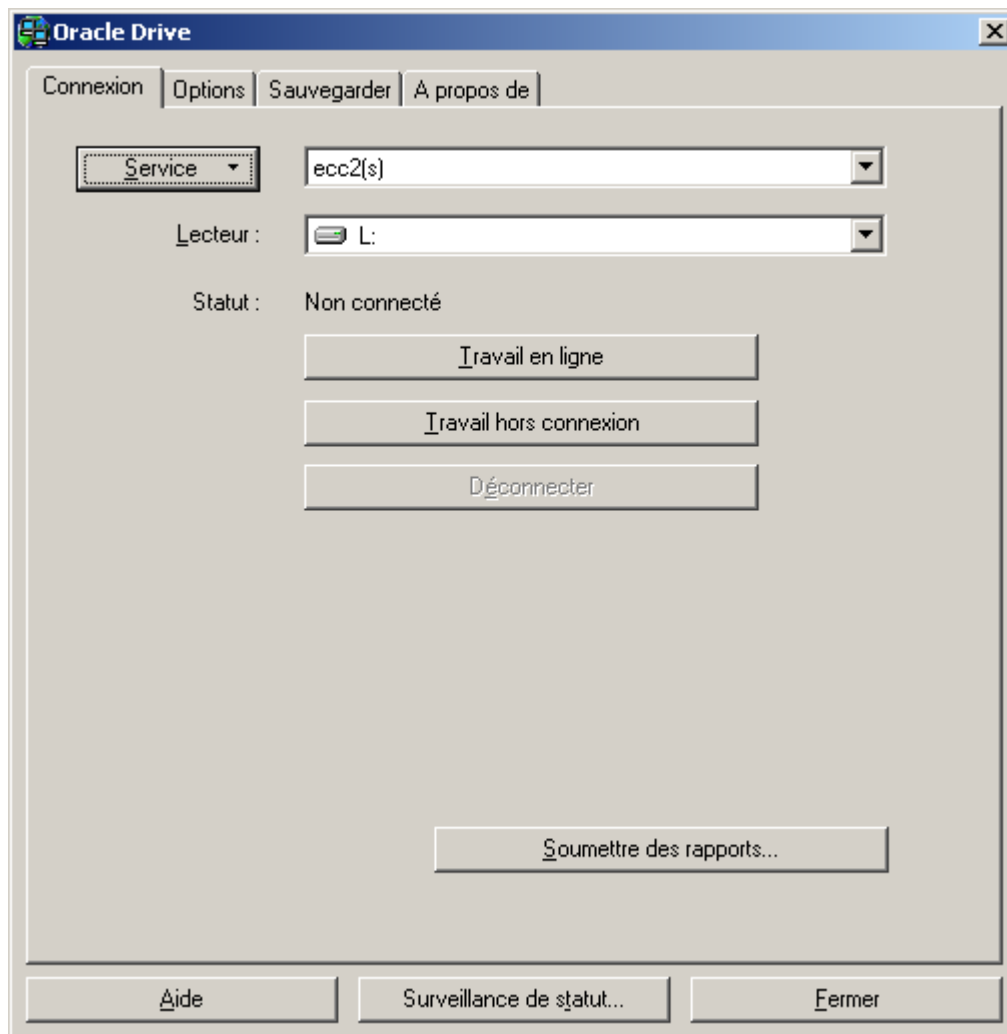 Oracle Drive
Connexion Options Sauvegarder A propos de
Service ecc2(s)
Lecteur : L:
Statut : Non connecté
Travail en ligne
Travail hors connexion
Déconnecter
Soumettre des rapports...
Aide Surveillance de statut... Fermer